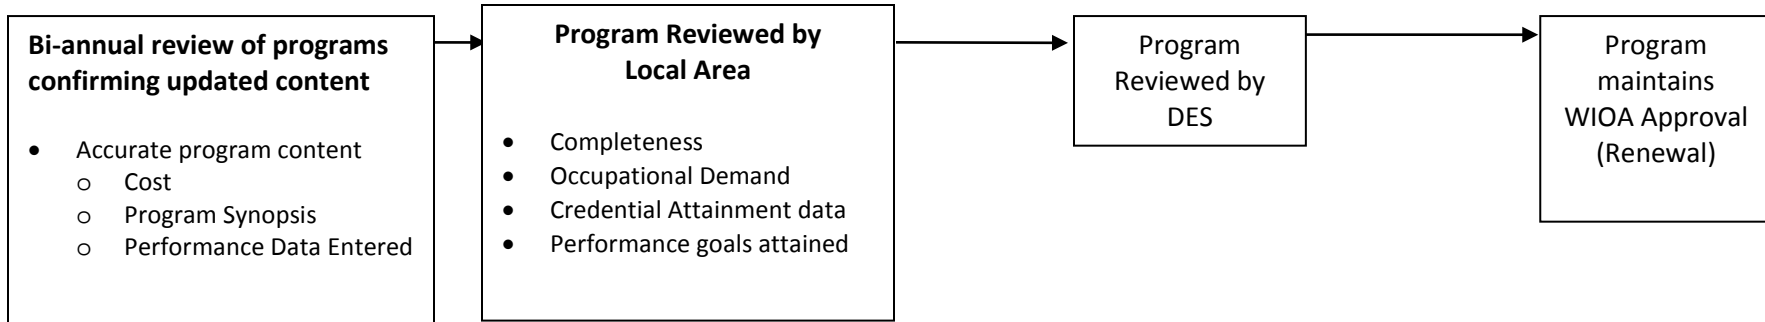 Bi-annual review of programs
confirming updated content
• Accurate program content
o Cost
o Program Synopsis
o Performance Data Entered
Program Reviewed by
Local Area
• Completeness
• Occupational Demand
• Credential Attainment data
• Performance goals attained
Program
Reviewed by
DES
Program
maintains
WIOA Approval
(Renewal)